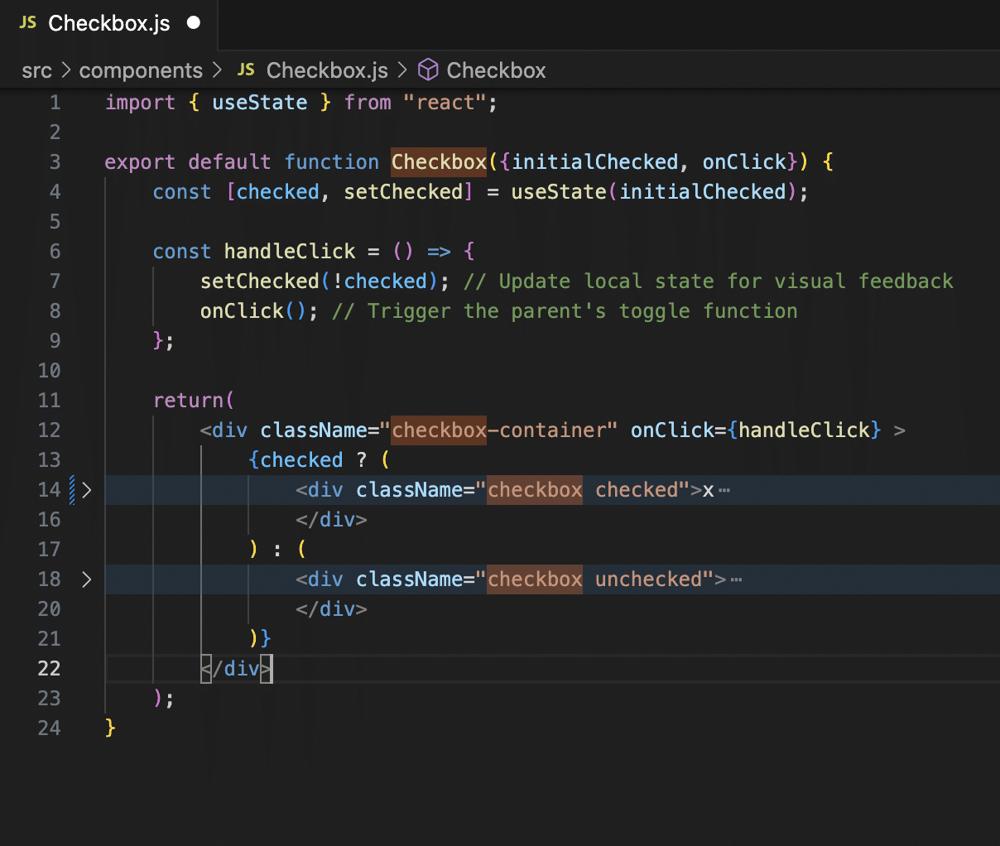 JS Checkbox.js ●
src > components > JS Checkbox.js > Checkbox
1 import { useState } from "react";
2
3 export default function Checkbox({initialChecked, onClick}) {
4     const [checked, setChecked] = useState(initialChecked);
5
6     const handleClick = () => {
7         setChecked(!checked); // Update local state for visual feedback
8         onClick(); // Trigger the parent's toggle function
9     };
10
11     return(
12         <div className="checkbox-container" onClick={handleClick} >
13             {checked ? (
14 >               <div className="checkbox checked">x⋯
16                 </div>
17             ) : (
18 >               <div className="checkbox unchecked">⋯
20                 </div>
21             )}
22         </div>
23     );
24 }